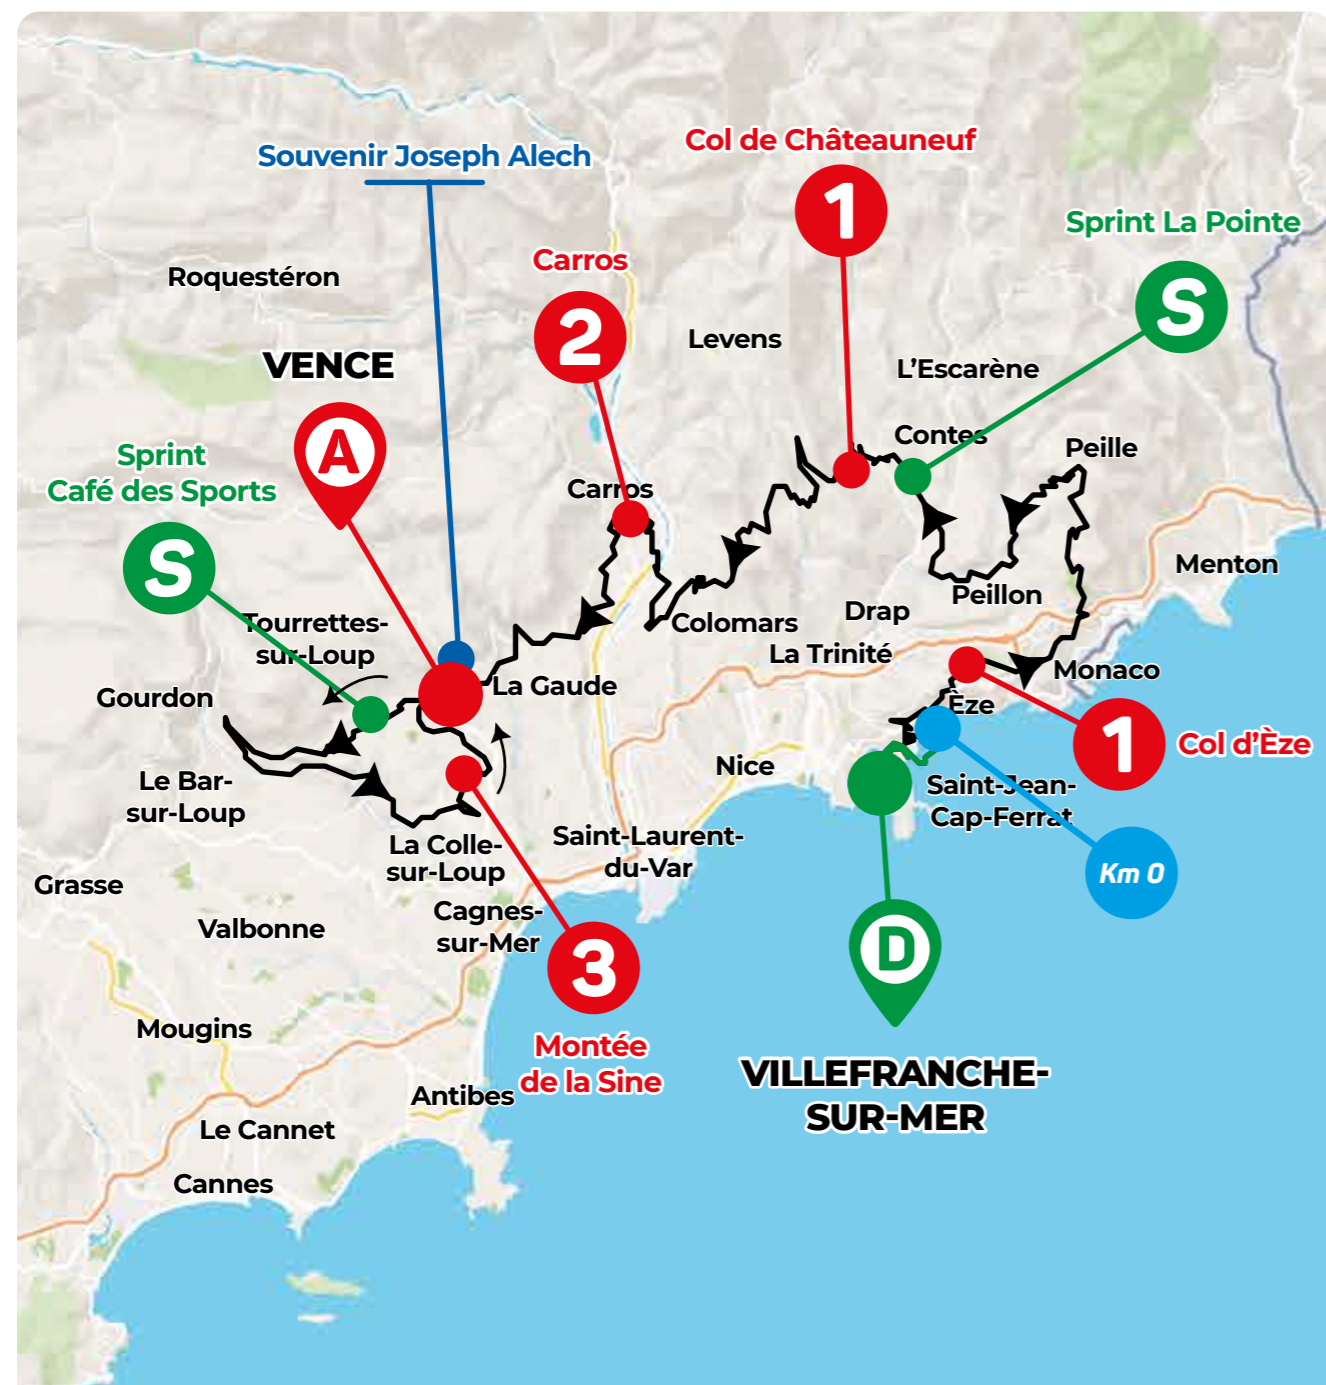 Col de Châteauneuf
Souvenir Joseph Alech
1
Sprint La Pointe
Carros
Roquestéron
S
2
Levens
VENCE
L'Escarène
A
Contes
Peille
Sprint
Café des Sports
Carros
S
Menton
Peillon
Drap
Tourrettes-
sur-Loup
Colomars
La Trinité
Monaco
La Gaude
Gourdon
Èze
1
Col d'Èze
Nice
Le Bar-
sur-Loup
Saint-Jean-
Cap-Ferrat
La Colle-
sur-Loup
Saint-Laurent-
du-Var
Km 0
Grasse
Cagnes-
sur-Mer
Valbonne
D
3
Mougins
Montée
de la Sine
VILLEFRANCHE-
SUR-MER
Antibes
Le Cannet
Cannes